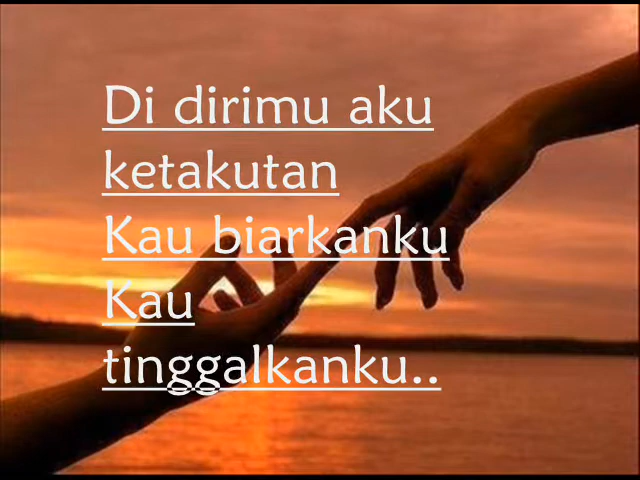 Di dirimu aku
ketakutan
Kau biarkanku
Kau
tinggalkanku..